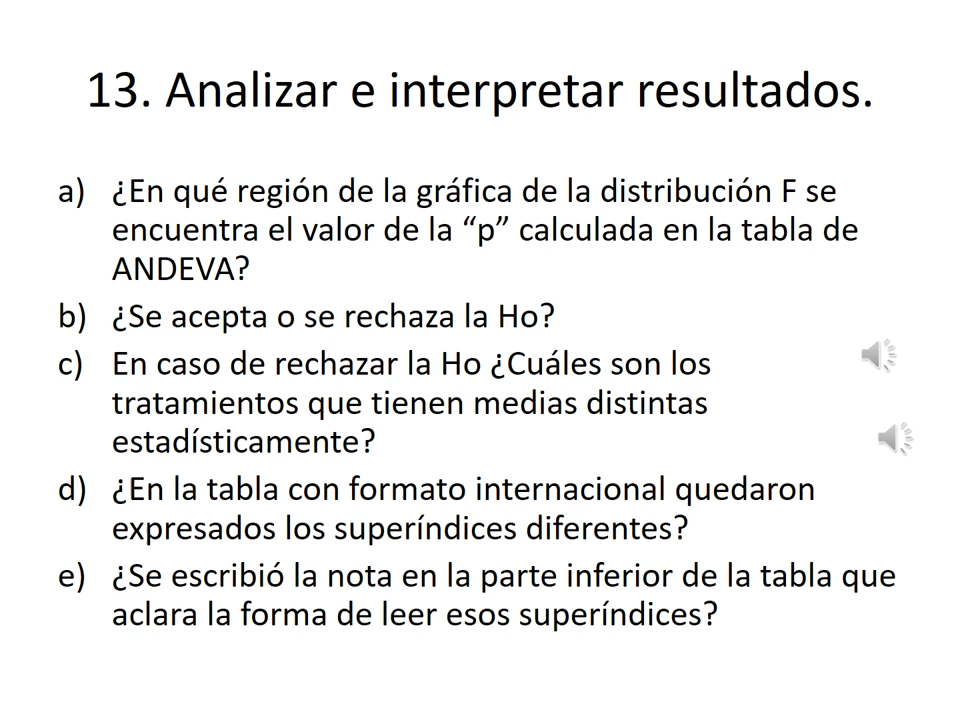 13. Analizar e interpretar resultados.
a) ¿En qué región de la gráfica de la distribución F se
encuentra el valor de la “p” calculada en la tabla de
ANDEVA?
b) ¿Se acepta o se rechaza la Ho?
c) En caso de rechazar la Ho ¿Cuáles son los
tratamientos que tienen medias distintas
estadísticamente?
d) ¿En la tabla con formato internacional quedaron
expresados los superíndices diferentes?
e) ¿Se escribió la nota en la parte inferior de la tabla que
aclara la forma de leer esos superíndices?